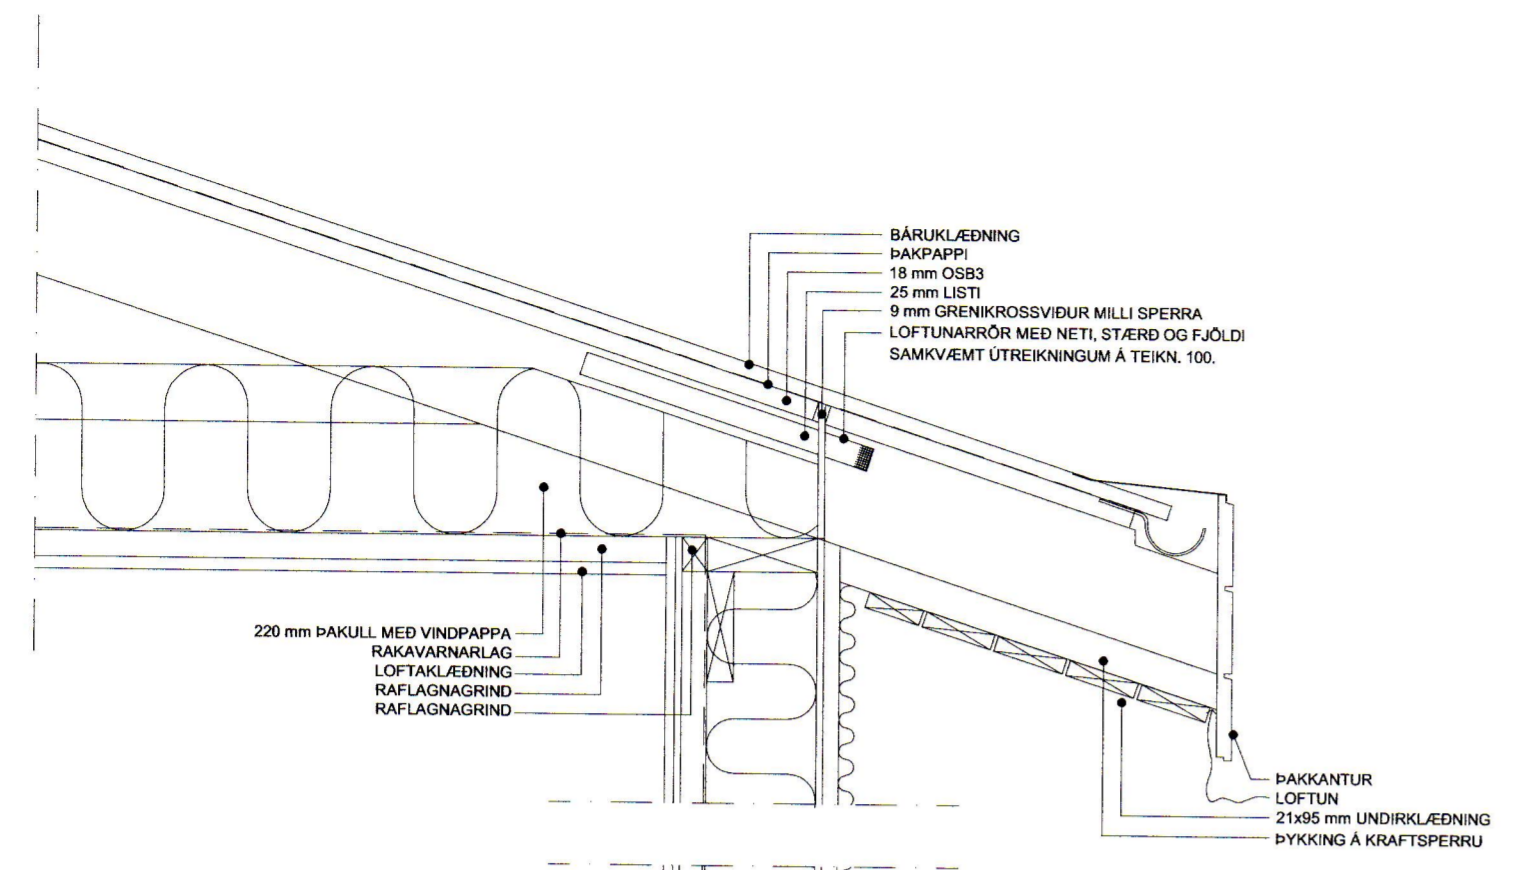 BÁRUKLÆÐNING
ÞAKPAPPI
18 mm OSB3
25 mm LISTI
9 mm GRENIKROSSVIÐUR MILLI SPERRA
LOFTUNARRÖR MEÐ NETI, STÆRÐ OG FJÖLDI
SAMKVÆMT ÚTREIKNINGUM Á TEIKN. 100.
220 mm ÞAKULL MEÐ VINDPAPPA
RAKAVARNARLAG
LOFTAKLÆÐNING
RAFLAGNAGRIND
RAFLAGNAGRIND
ÞAKKANTUR
LOFTUN
21x95 mm UNDIRKLÆÐNING
ÞYKKING Á KRAFTSPERRU